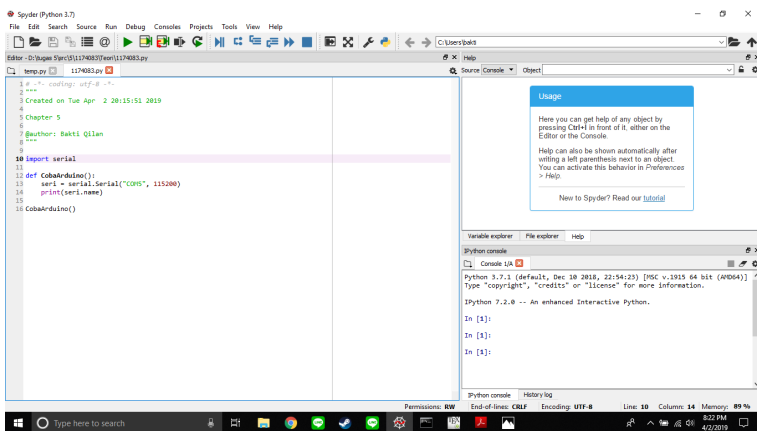 Spyder (Python 3.7)
File Edit Search Source Run Debug Consoles Projects Tools View Help
C:\Users\bakti
Editor - D:\tugas 5\src\5\1174083\Teori\1174083.py
temp.py
1174083.py
1 # -*- coding: utf-8 -*-
2 """
3 Created on Tue Apr  2 20:15:51 2019
4
5 Chapter 5
6
7 @author: Bakti Qilan
8 """
9
10 import serial
11
12 def CobaArduino():
13     seri = serial.Serial("COM5", 115200)
14     print(seri.name)
15
16 CobaArduino()
Help
Source Console Object
Usage
Here you can get help of any object by
pressing Ctrl+I in front of it, either on the
Editor or the Console.
Help can also be shown automatically after
writing a left parenthesis next to an object.
You can activate this behavior in Preferences
> Help.
New to Spyder? Read our tutorial
Variable explorer File explorer Help
IPython console
Console 1/A
Python 3.7.1 (default, Dec 10 2018, 22:54:23) [MSC v.1915 64 bit (AMD64)]
Type "copyright", "credits" or "license" for more information.
IPython 7.2.0 -- An enhanced Interactive Python.
In [1]:
In [1]:
In [1]:
IPython console History log
Permissions: RW End-of-lines: CRLF Encoding: UTF-8 Line: 10 Column: 14 Memory: 89 %
Type here to search
8:22 PM
4/2/2019